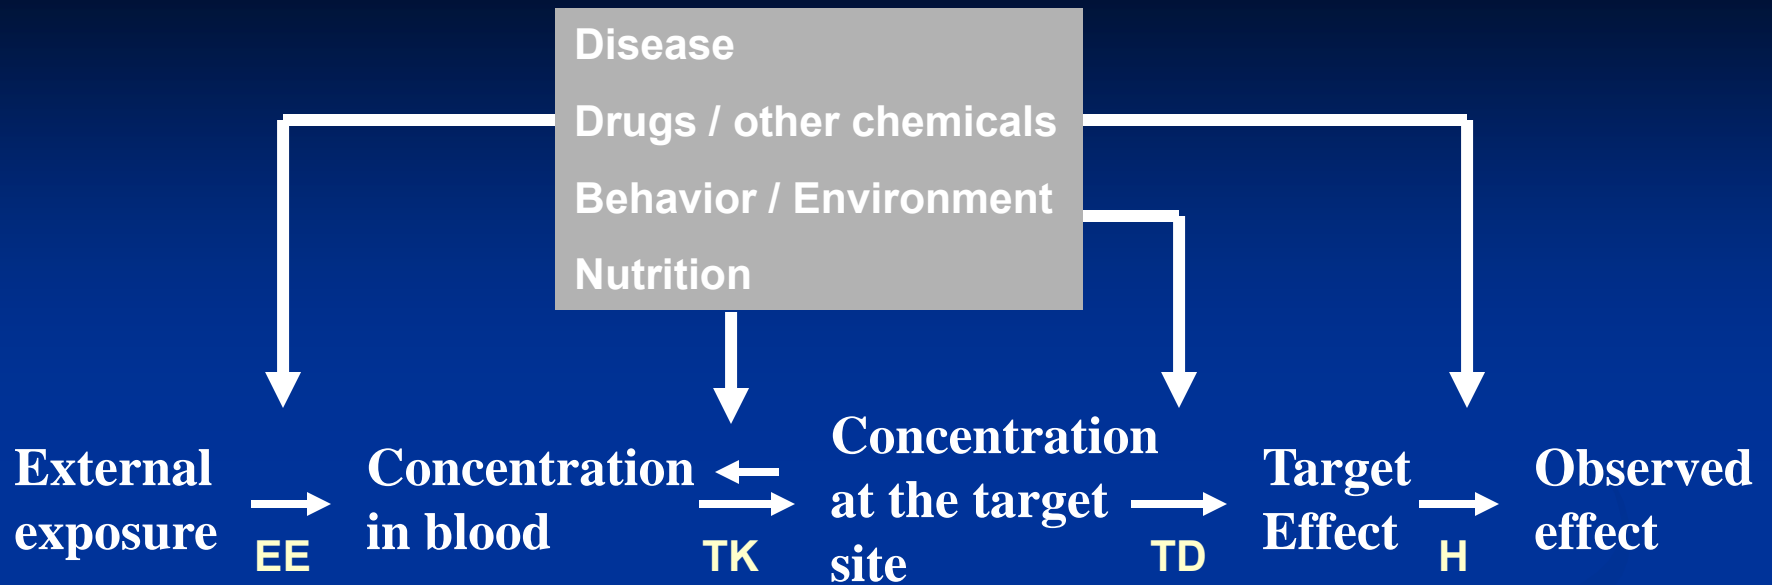 Disease
Drugs / other chemicals
Behavior / Environment
Nutrition
External
exposure
EE
Concentration
in blood
TK
Concentration
at the target
site
TD
Target
Effect
H
Observed
effect